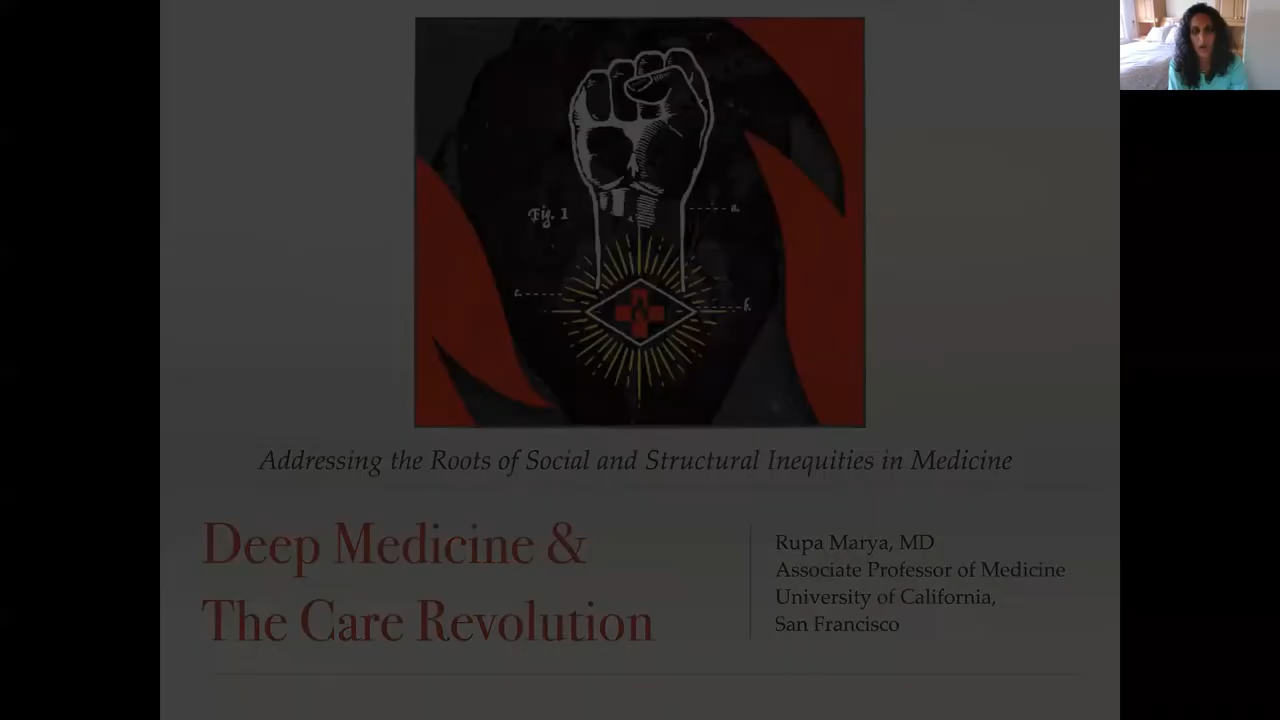 Fig. 1
a.
c.
b.
Addressing the Roots of Social and Structural Inequities in Medicine
Deep Medicine &
The Care Revolution
Rupa Marya, MD
Associate Professor of Medicine
University of California,
San Francisco